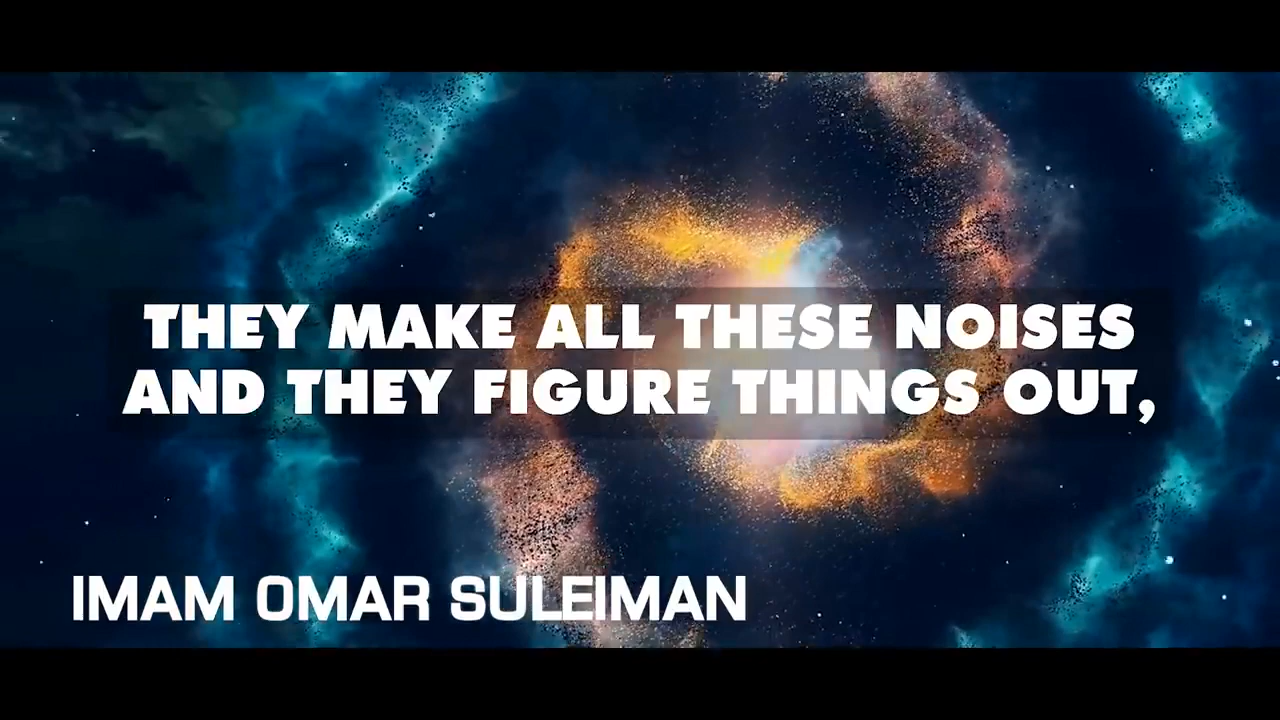 THEY MAKE ALL THESE NOISES
AND THEY FIGURE THINGS OUT,
IMAM OMAR SULEIMAN